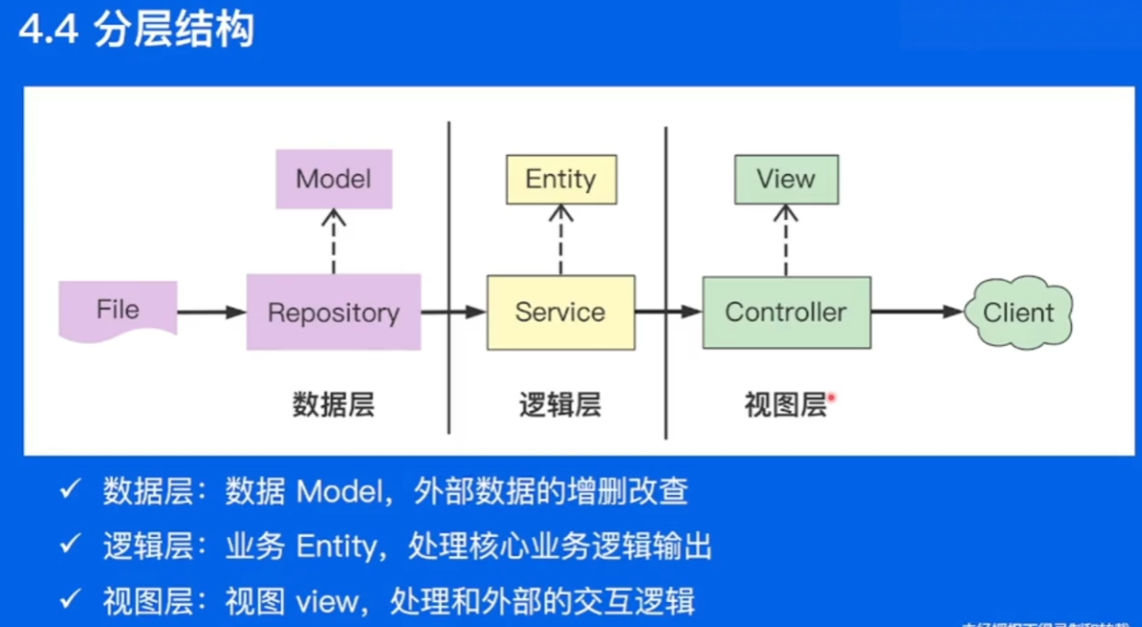 4.4 分层结构
Model
Entity
View
File
Repository
Service
Controller
Client
数据层
逻辑层
视图层
✓ 数据层：数据 Model，外部数据的增删改查
✓ 逻辑层：业务 Entity，处理核心业务逻辑输出
✓ 视图层：视图 view，处理和外部的交互逻辑